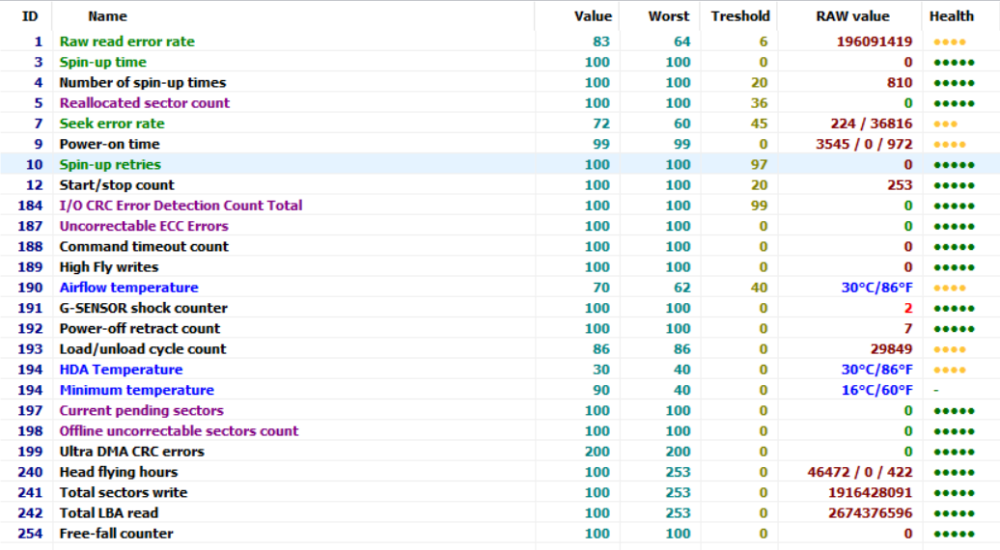 ID Name Value Worst Treshold RAW value Health
1 Raw read error rate 83 64 6 196091419
3 Spin-up time 100 100 0 0
4 Number of spin-up times 100 100 20 810
5 Reallocated sector count 100 100 36 0
7 Seek error rate 72 60 45 224 / 36816
9 Power-on time 99 99 0 3545 / 0 / 972
10 Spin-up retries 100 100 97 0
12 Start/stop count 100 100 20 253
184 I/O CRC Error Detection Count Total 100 100 99 0
187 Uncorrectable ECC Errors 100 100 0 0
188 Command timeout count 100 100 0 0
189 High Fly writes 100 100 0 0
190 Airflow temperature 70 62 40 30°C/86°F
191 G-SENSOR shock counter 100 100 0 2
192 Power-off retract count 100 100 0 7
193 Load/unload cycle count 86 86 0 29849
194 HDA Temperature 30 40 0 30°C/86°F
194 Minimum temperature 90 40 0 16°C/60°F -
197 Current pending sectors 100 100 0 0
198 Offline uncorrectable sectors count 100 100 0 0
199 Ultra DMA CRC errors 200 200 0 0
240 Head flying hours 100 253 0 46472 / 0 / 422
241 Total sectors write 100 253 0 1916428091
242 Total LBA read 100 253 0 2674376596
254 Free-fall counter 100 100 0 0